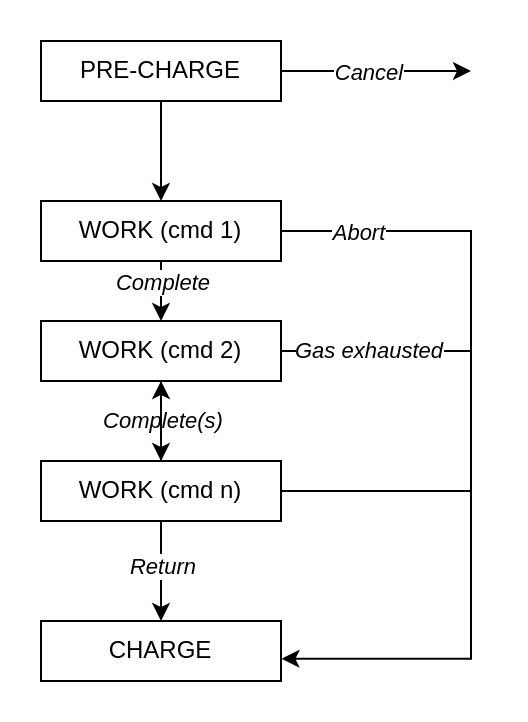 PRE-CHARGE
Cancel
WORK (cmd 1)
Abort
Complete
WORK (cmd 2)
Gas exhausted
Complete(s)
WORK (cmd n)
Return
CHARGE